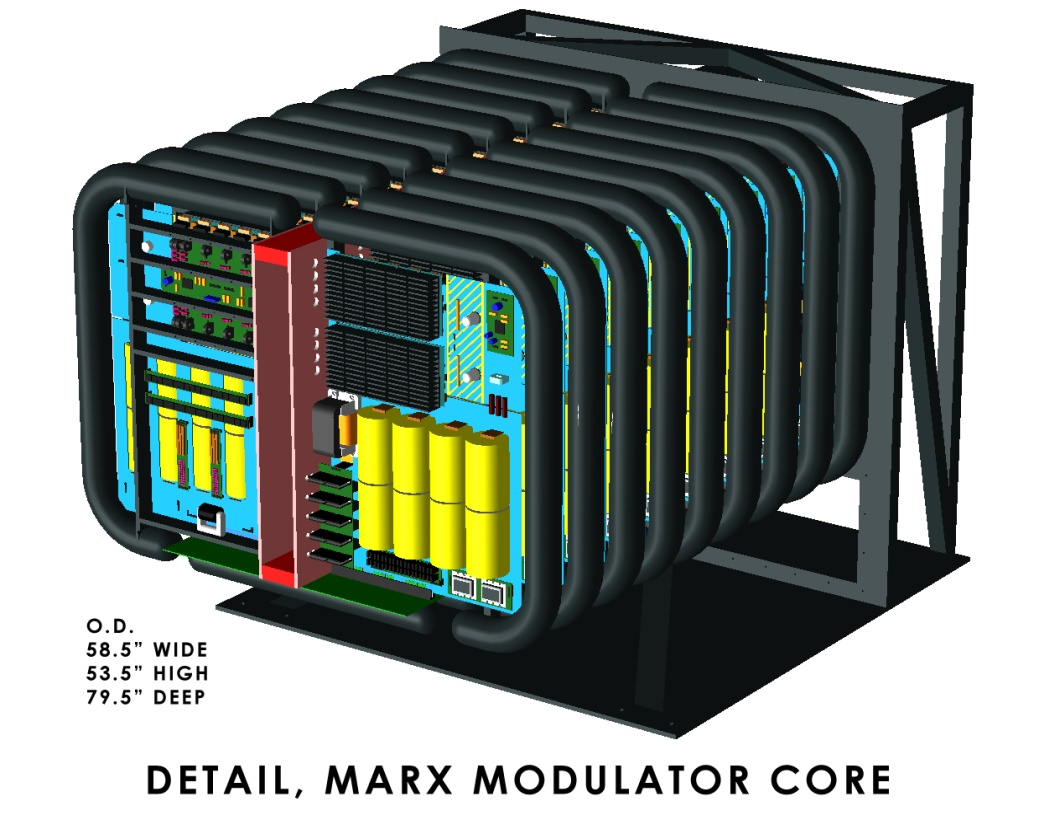 O.D.
58.5” WIDE
53.5” HIGH
79.5” DEEP
DETAIL, MARX MODULATOR CORE